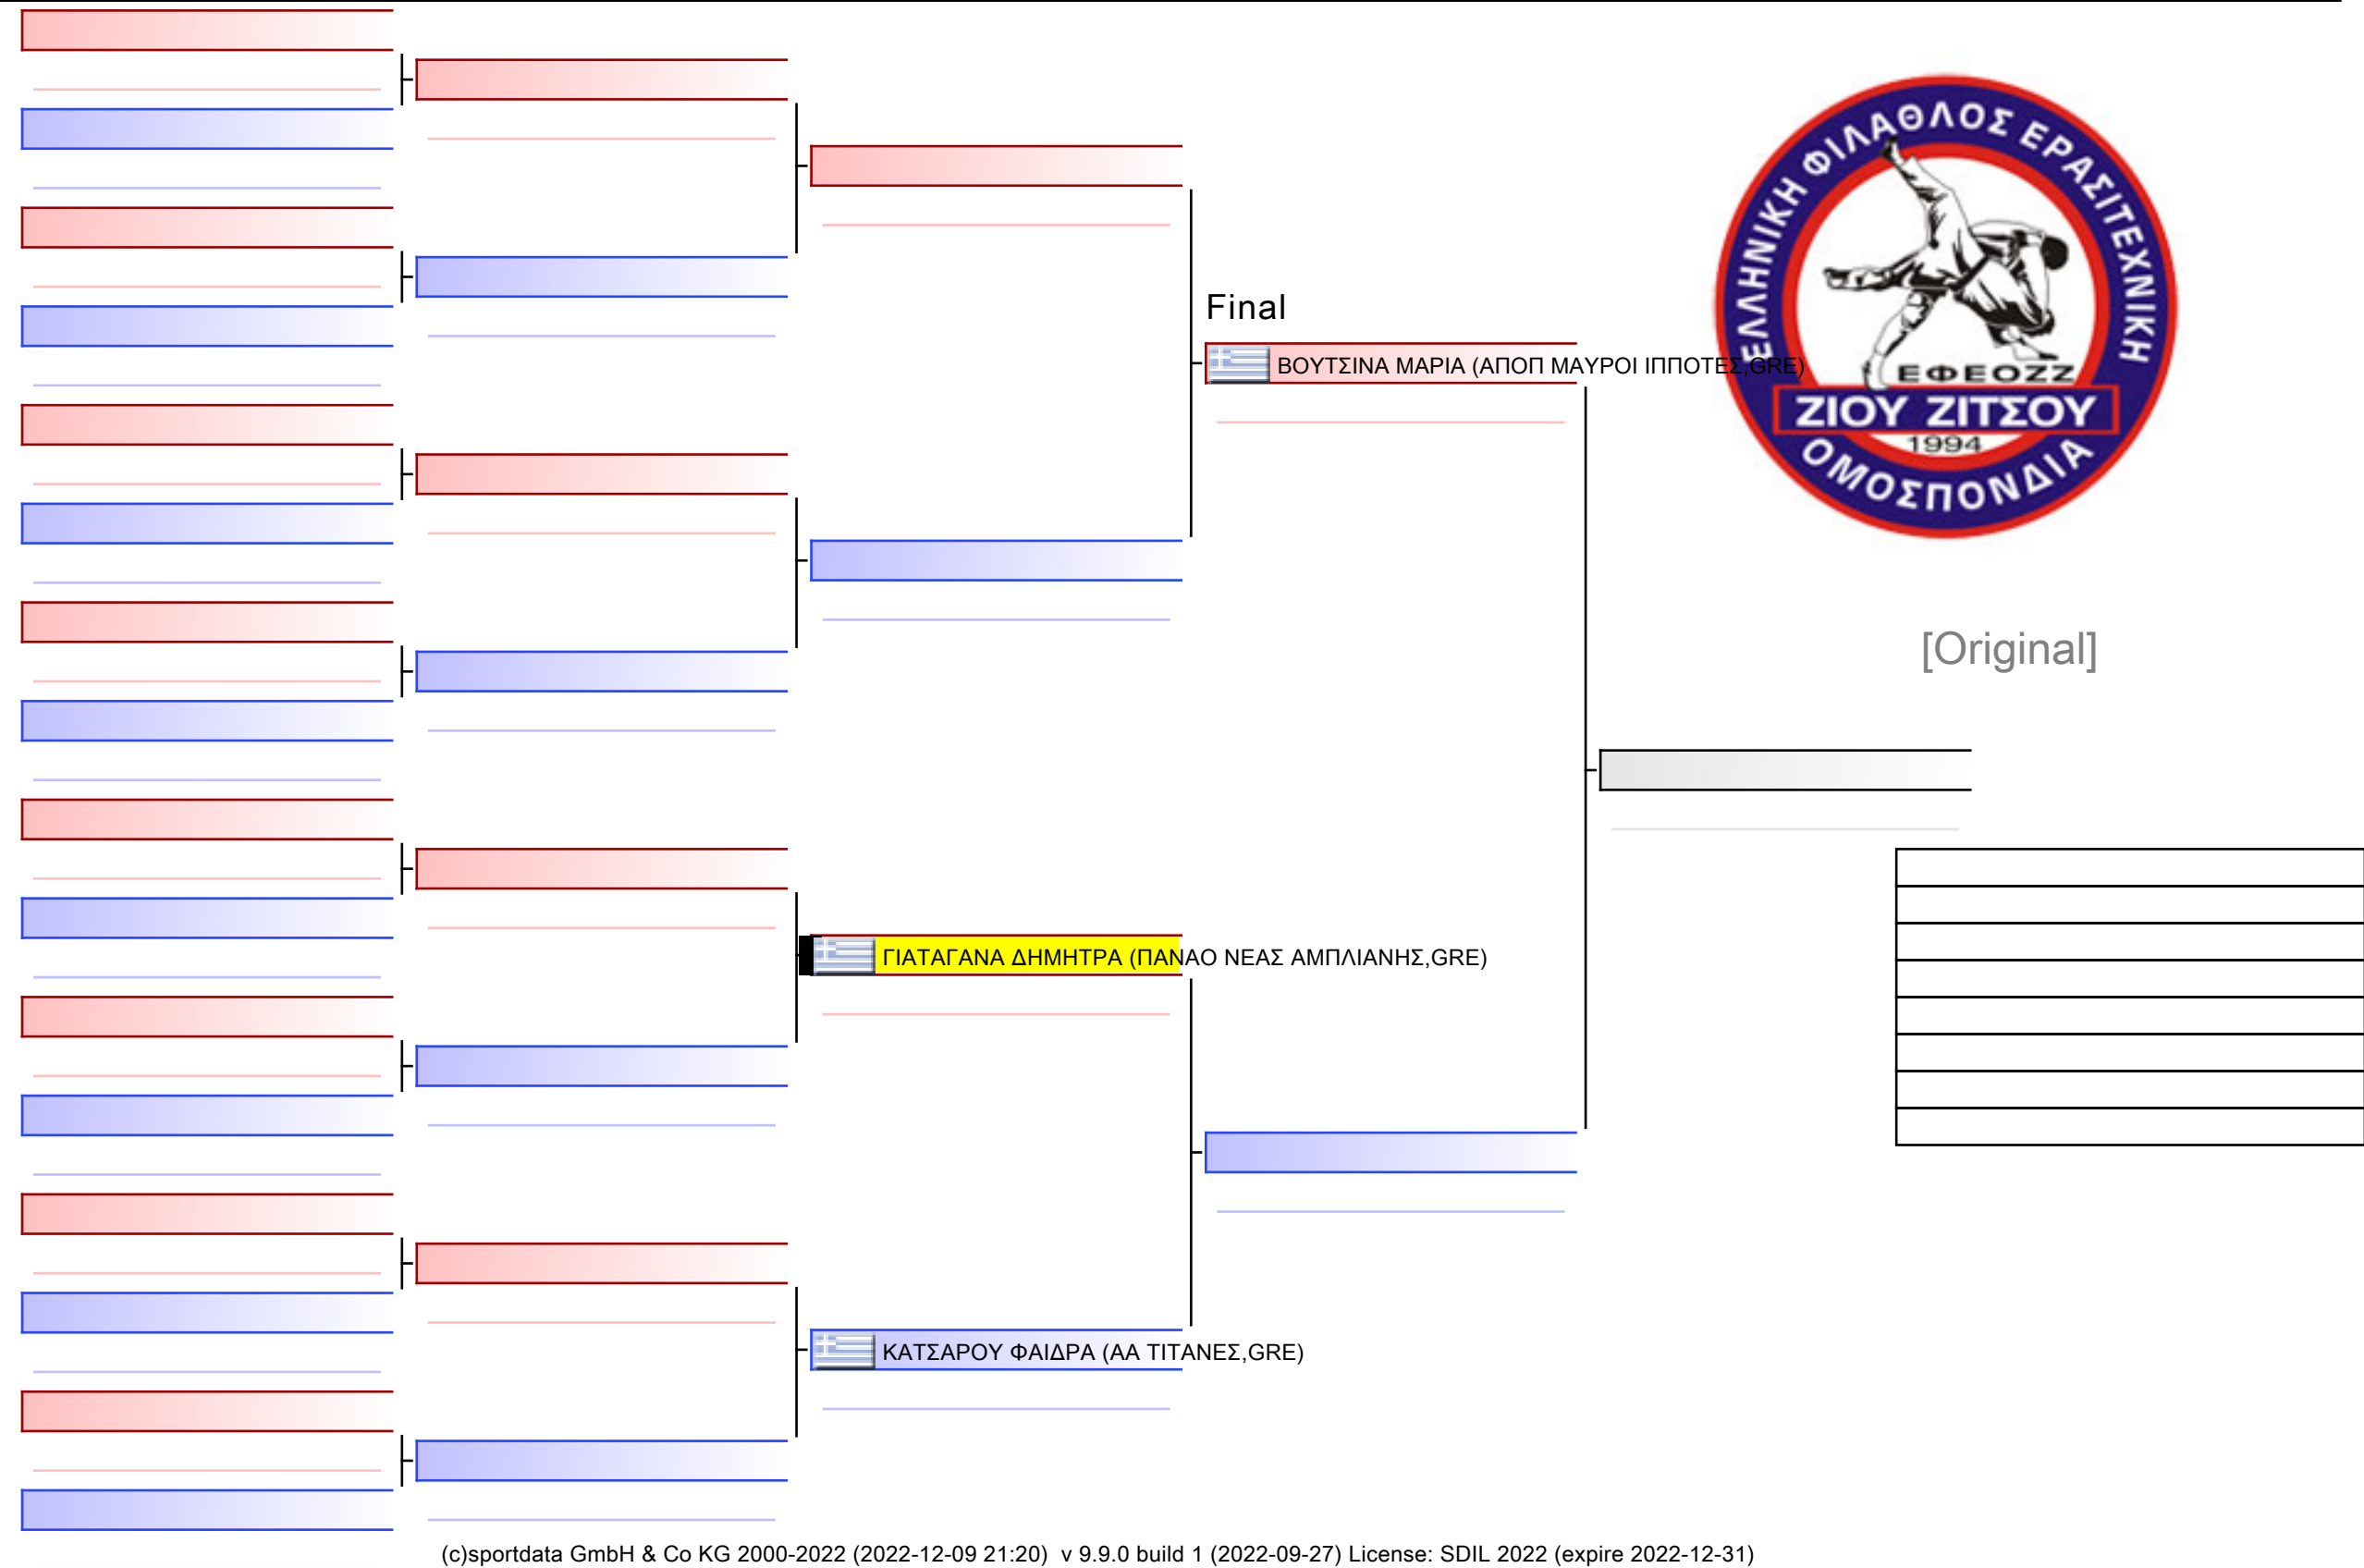 ΕΛΛΗΝΙΚΗ ΦΙΛΑΘΛΟΣ ΕΡΑΣΙΤΕΧΝΙΚΗ
Final
ΒΟΥΤΣΙΝΑ ΜΑΡΙΑ (ΑΠΟΠ ΜΑΥΡΟΙ ΙΠΠΟΤΕΣ,GRE)
ΕΦΕΟΖΖ
ΖΙΟΥ ΖΙΤΣΟΥ
1994
ΟΜΟΣΠΟΝΔΙΑ
[Original]
ΓΙΑΤΑΓΑΝΑ ΔΗΜΗΤΡΑ (ΠΑΝΑΟ ΝΕΑΣ ΑΜΠΛΙΑΝΗΣ,GRE)
ΚΑΤΣΑΡΟΥ ΦΑΙΔΡΑ (ΑΑ ΤΙΤΑΝΕΣ,GRE)
(c)sportdata GmbH & Co KG 2000-2022 (2022-12-09 21:20) v 9.9.0 build 1 (2022-09-27) License: SDIL 2022 (expire 2022-12-31)